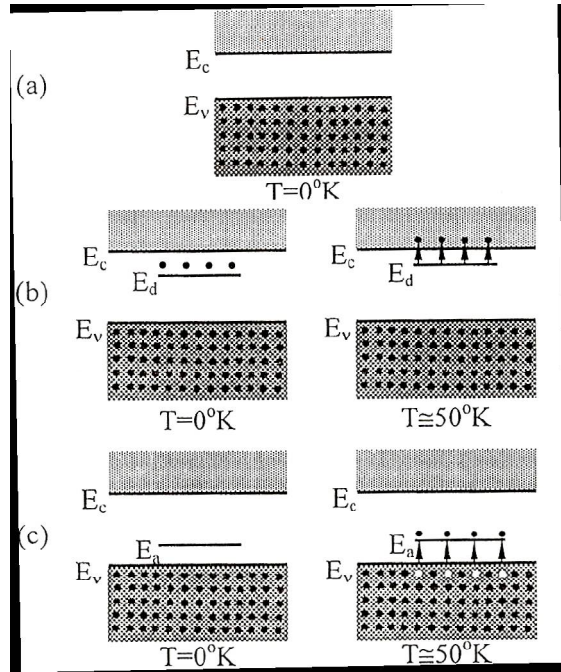 (a)
E_c
E_v
T=0°K
(b)
E_c
E_d
E_v
T=0°K
E_c
E_d
E_v
T≅50°K
(c)
E_c
E_a
E_v
T=0°K
E_c
E_a
E_v
T≅50°K